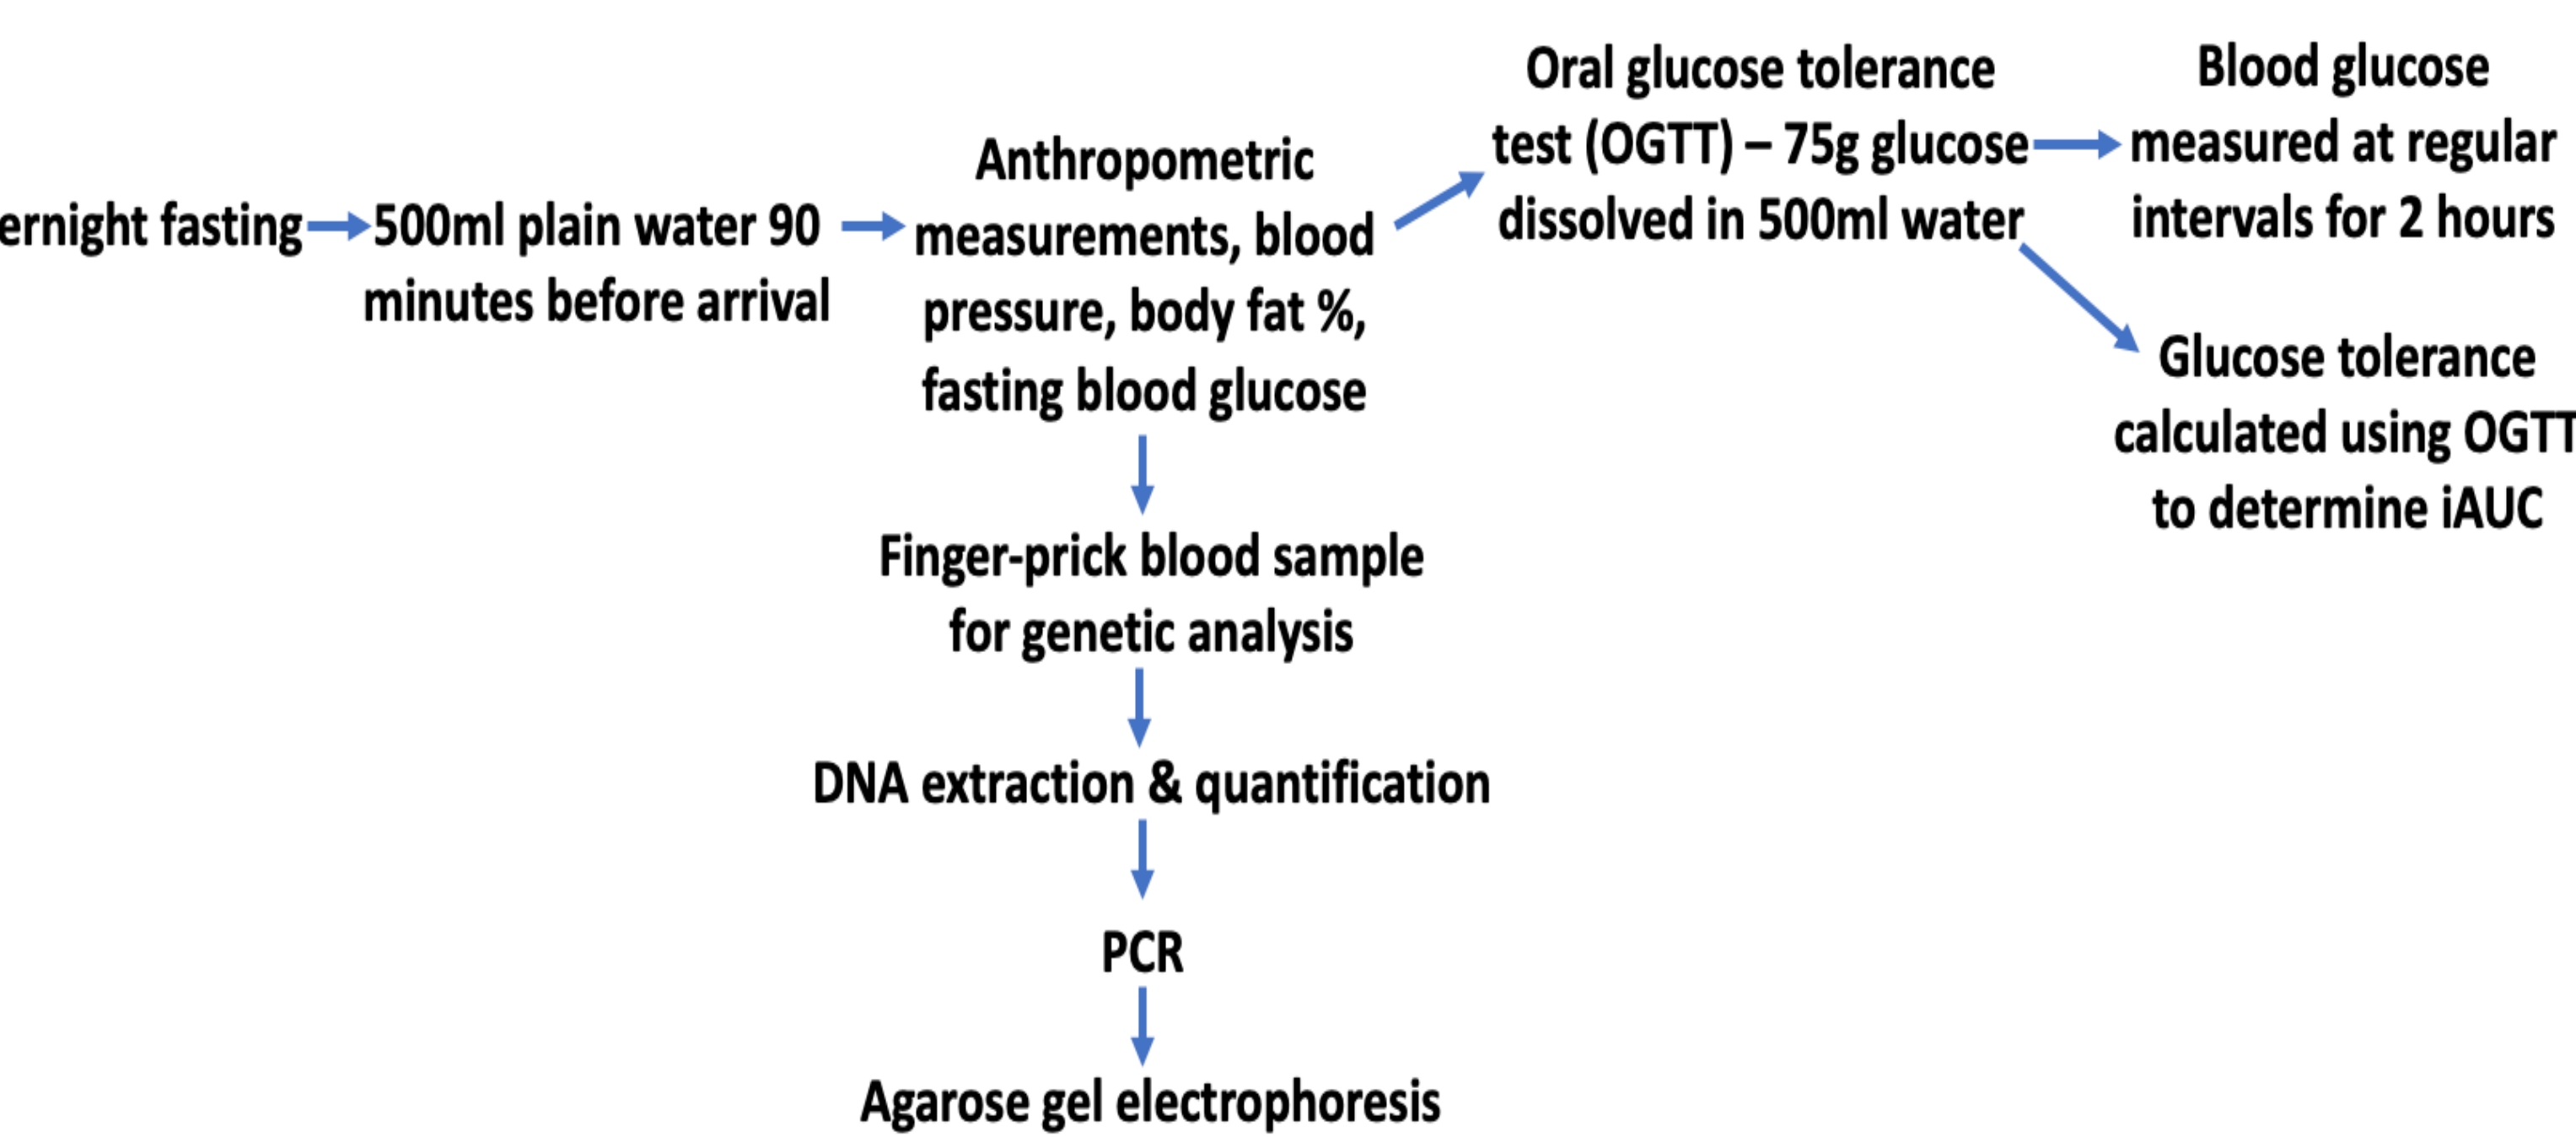 ernight fasting
500ml plain water 90
minutes before arrival
Anthropometric
measurements, blood
pressure, body fat %,
fasting blood glucose
Oral glucose tolerance
test (OGTT) – 75g glucose
dissolved in 500ml water
Blood glucose
measured at regular
intervals for 2 hours
Glucose tolerance
calculated using OGTT
to determine iAUC
Finger-prick blood sample
for genetic analysis
DNA extraction & quantification
PCR
Agarose gel electrophoresis